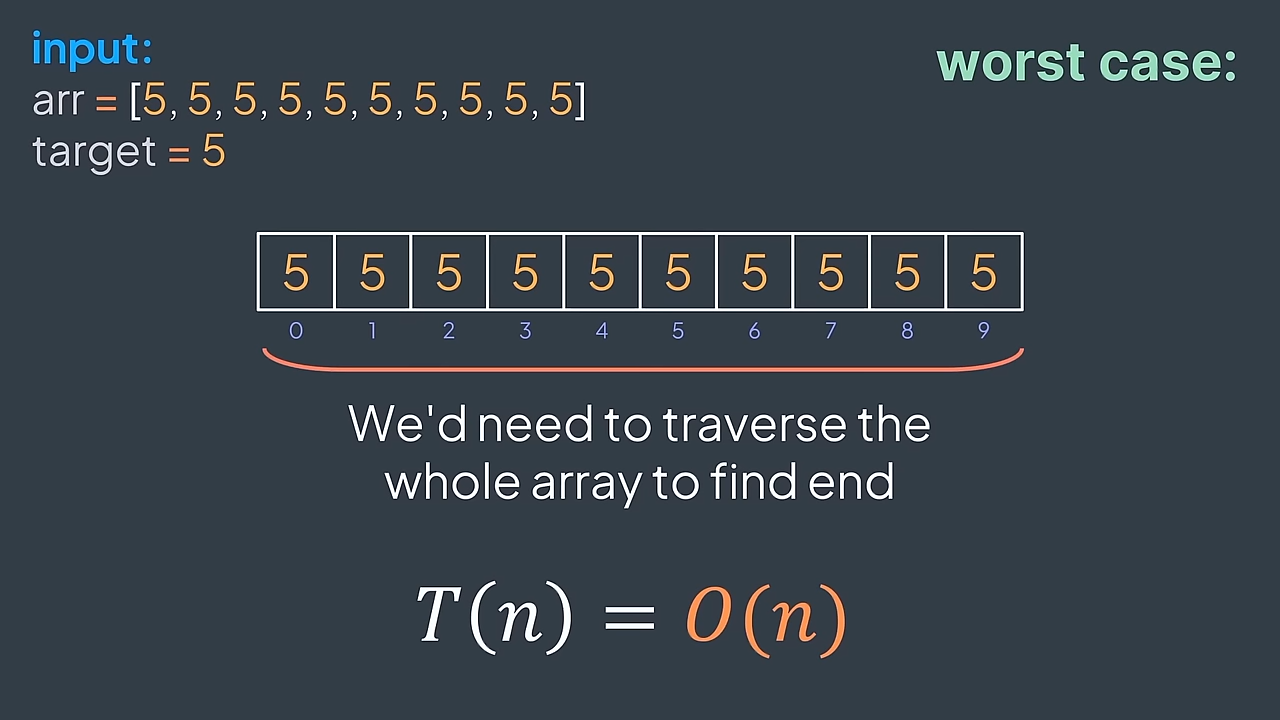 input:
worst case:
arr = [5, 5, 5, 5, 5, 5, 5, 5, 5, 5]
target = 5
5 5 5 5 5 5 5 5 5 5
0 1 2 3 4 5 6 7 8 9
We'd need to traverse the
whole array to find end
T(n) = O(n)